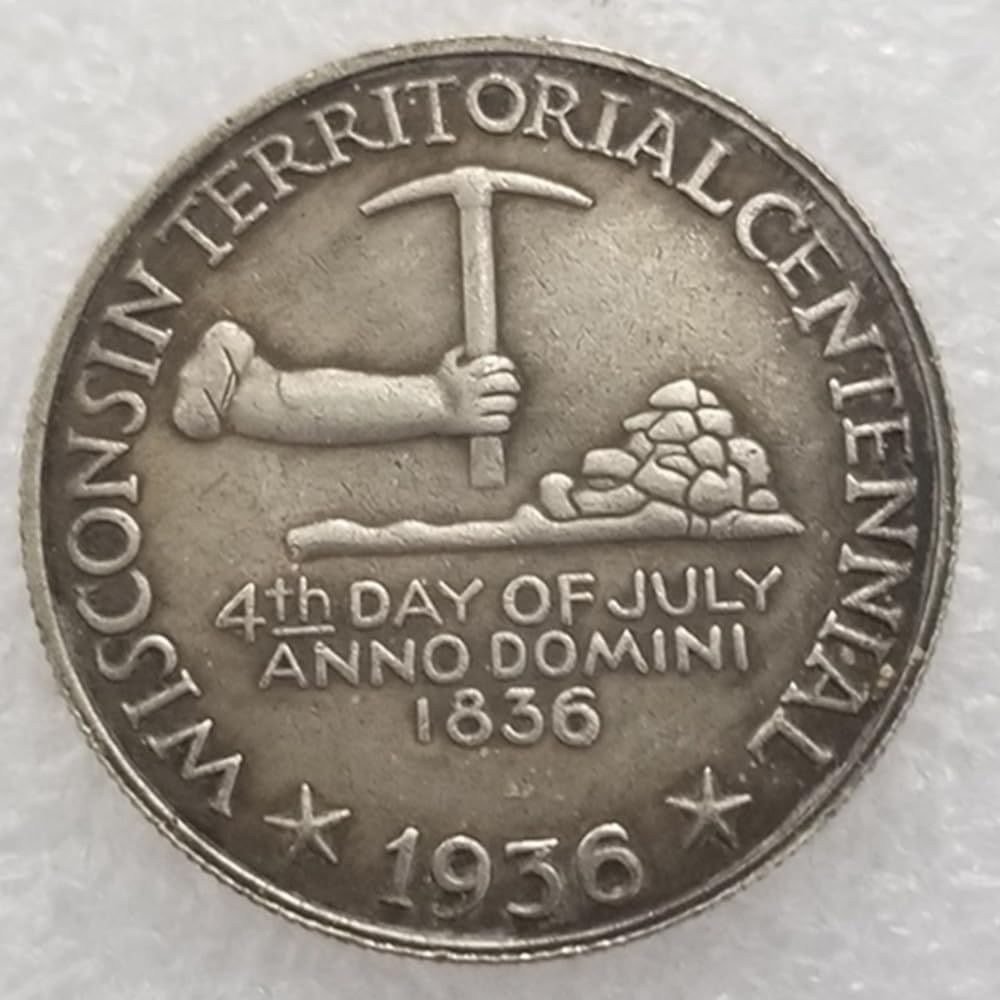 WISCONSIN TERRITORIAL CENTENNIAL
4th DAY OF JULY
ANNO DOMINI
1836
1936